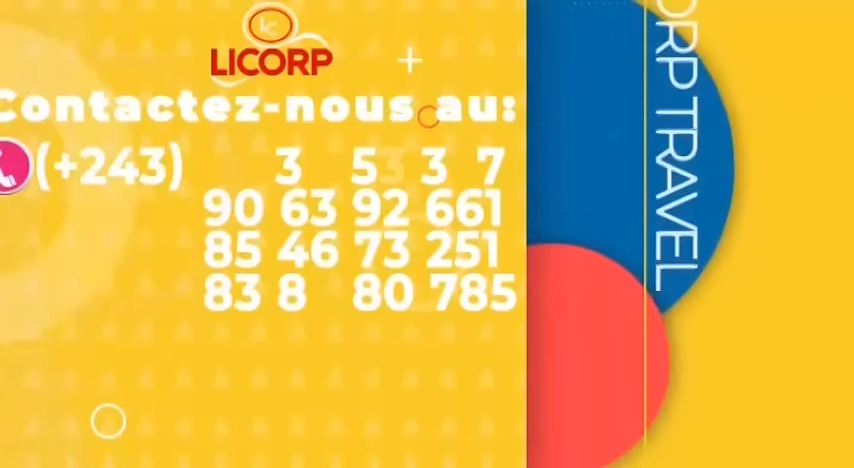 LC
LICORP
Contactez-nous au:
(+243) 3 5 3 7
90 63 92 661
85 46 73 251
83 8 80 785
ORP TRAVEL